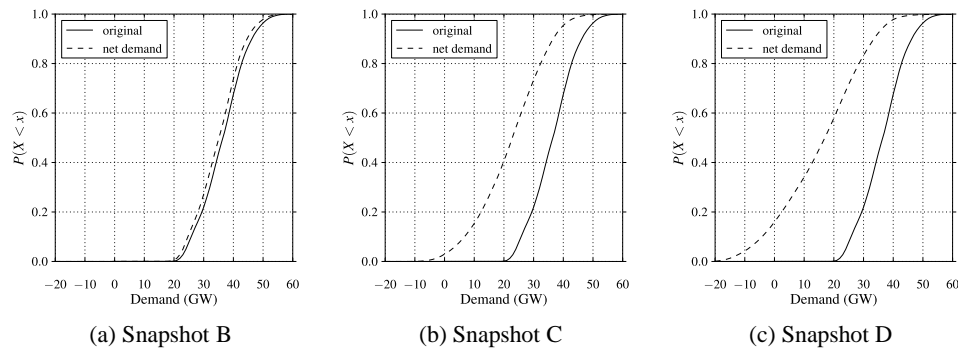 1.0
0.8
0.6
0.4
0.2
0.0
P(X < x)
original
net demand
−20 −10 0 10 20 30 40 50 60
Demand (GW)
(a) Snapshot B
1.0
0.8
0.6
0.4
0.2
0.0
P(X < x)
original
net demand
−20 −10 0 10 20 30 40 50 60
Demand (GW)
(b) Snapshot C
1.0
0.8
0.6
0.4
0.2
0.0
P(X < x)
original
net demand
−20 −10 0 10 20 30 40 50 60
Demand (GW)
(c) Snapshot D